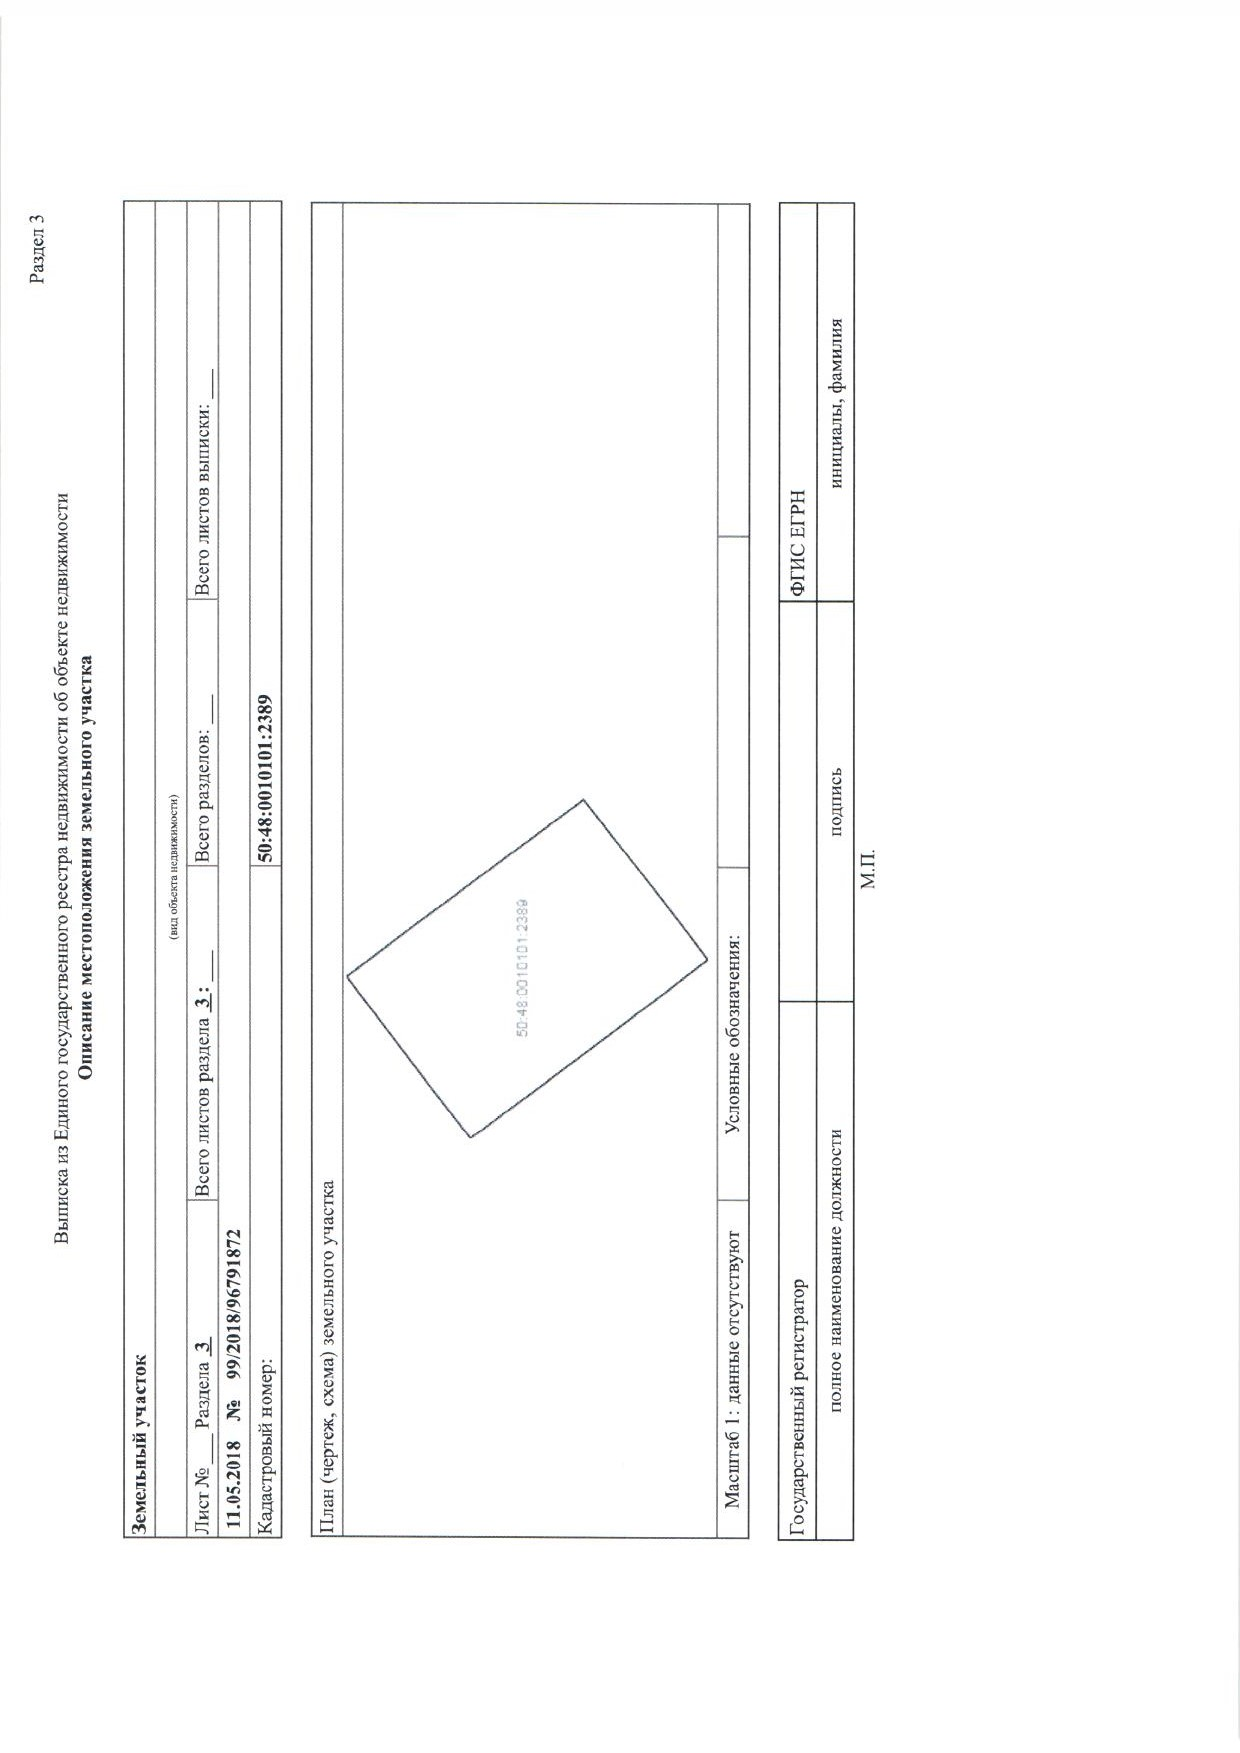 Раздел 3
Выписка из Единого государственного реестра недвижимости об объекте недвижимости
Описание местоположения земельного участка
Земельный участок
(вид объекта недвижимости)
Лист № ___ Раздела 3 Всего листов раздела 3 : ___ Всего разделов: ___ Всего листов выписки: ___
11.05.2018 № 99/2018/96791872
Кадастровый номер: 50:48:0010101:2389
План (чертеж, схема) земельного участка
50:48:0010101:2389
Масштаб 1: данные отсутствуют Условные обозначения:
Государственный регистратор ФГИС ЕГРН
полное наименование должности подпись инициалы, фамилия
М.П.